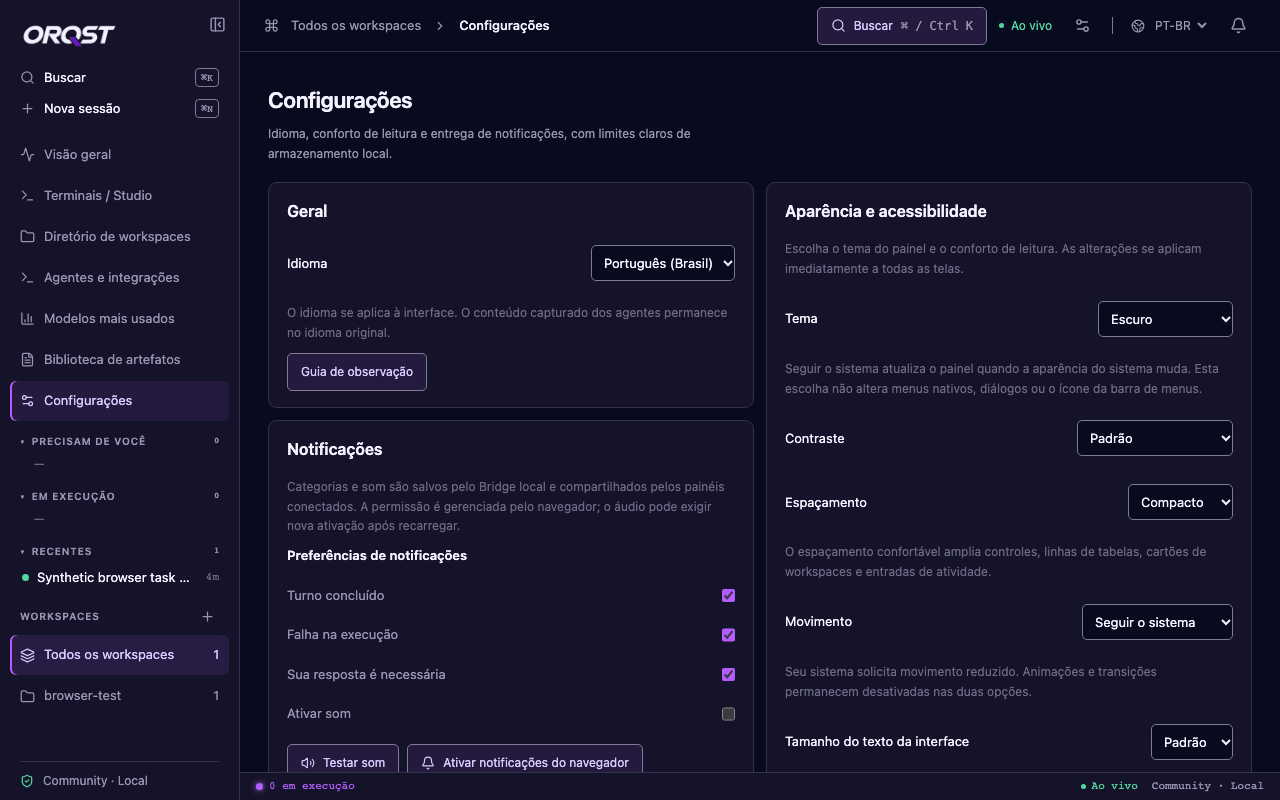 ORQST
Buscar ⌘K
Nova sessão ⌘N
Visão geral
Terminais / Studio
Diretório de workspaces
Agentes e integrações
Modelos mais usados
Biblioteca de artefatos
Configurações
PRECISAM DE VOCÊ 0
—
EM EXECUÇÃO 0
—
RECENTES 1
Synthetic browser task ... 4m
WORKSPACES
Todos os workspaces 1
browser-test 1
Community · Local
Todos os workspaces > Configurações
Buscar ⌘ / Ctrl K
Ao vivo
PT-BR
Configurações
Idioma, conforto de leitura e entrega de notificações, com limites claros de
armazenamento local.
Geral
Idioma Português (Brasil)
O idioma se aplica à interface. O conteúdo capturado dos agentes permanece
no idioma original.
Guia de observação
Notificações
Categorias e som são salvos pelo Bridge local e compartilhados pelos painéis
conectados. A permissão é gerenciada pelo navegador; o áudio pode exigir
nova ativação após recarregar.
Preferências de notificações
Turno concluído
Falha na execução
Sua resposta é necessária
Ativar som
Testar som
Ativar notificações do navegador
Aparência e acessibilidade
Escolha o tema do painel e o conforto de leitura. As alterações se aplicam
imediatamente a todas as telas.
Tema Escuro
Seguir o sistema atualiza o painel quando a aparência do sistema muda. Esta
escolha não altera menus nativos, diálogos ou o ícone da barra de menus.
Contraste Padrão
Espaçamento Compacto
O espaçamento confortável amplia controles, linhas de tabelas, cartões de
workspaces e entradas de atividade.
Movimento Seguir o sistema
Seu sistema solicita movimento reduzido. Animações e transições
permanecem desativadas nas duas opções.
Tamanho do texto da interface Padrão
0 em execução
Ao vivo Community · Local